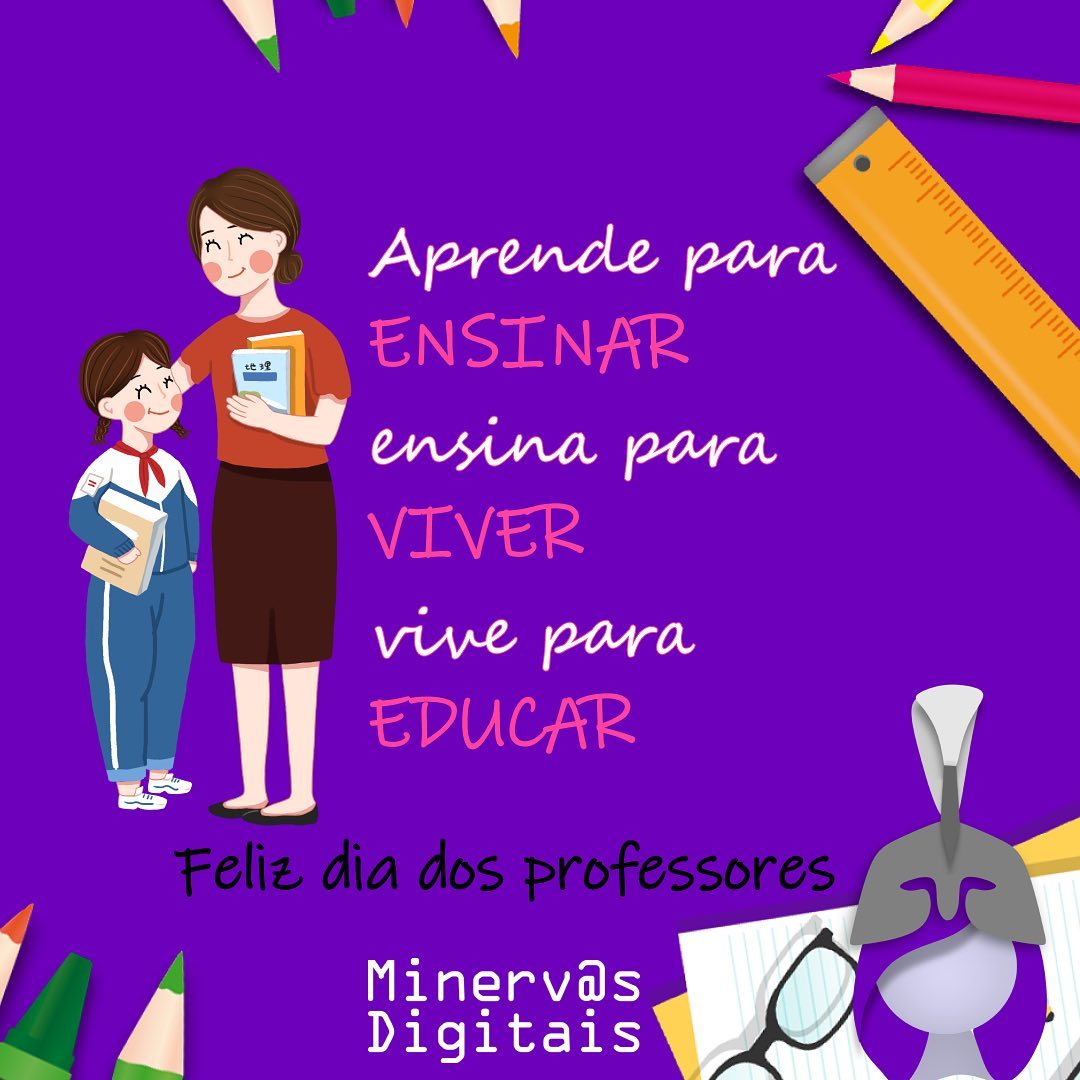 Aprende para
ENSINAR
地理
ensina para
VIVER
vive para
EDUCAR
Feliz dia dos professores
Minerv@s
Digitais